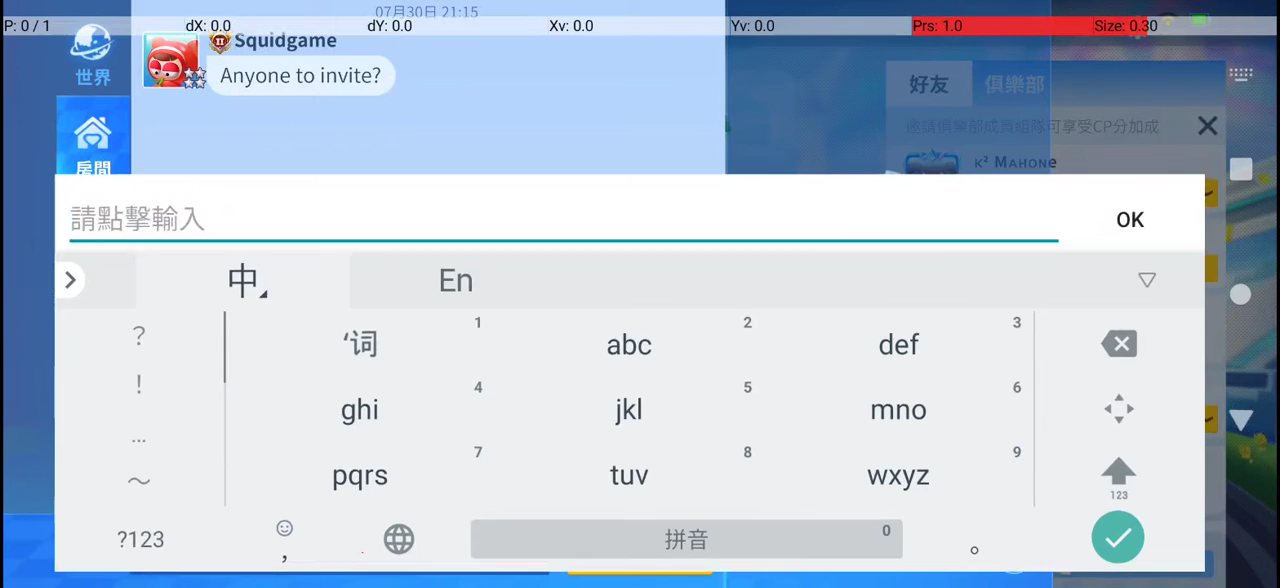 07月30日 21:15
P: 0 / 1 dX: 0.0 dY: 0.0 Xv: 0.0 Yv: 0.0 Prs: 1.0 Size: 0.30
Squidgame
世界
Anyone to invite?
好友 俱樂部
邀請俱樂部成員組隊可享受CP分加成
房間
K² MAHONe
請點擊輸入 OK
中 En
? ‘词 1 abc 2 def 3
!
ghi 4 jkl 5 mno 6
...
~ pqrs 7 tuv 8 wxyz 9
123
?123 , 拼音 0 。